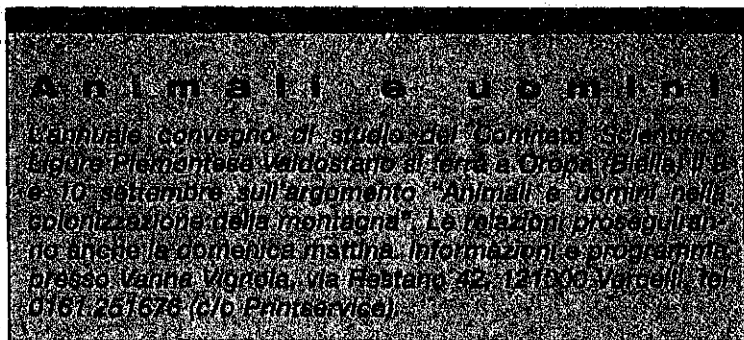 Animali e uomini
L'annuale convegno di studio del Comitato Scientifico
Ligure Piemontese Valdostano si terrà a Oropa (Biella) il 9
e 10 settembre sull'argomento "Animali e uomini nella
colonizzazione della montagna". Le relazioni proseguiran-
no anche la domenica mattina. Informazioni e programma
presso Vanna Vignola, via Restano 42, Vercelli, tel
0161.251676 (c/o Printservice).